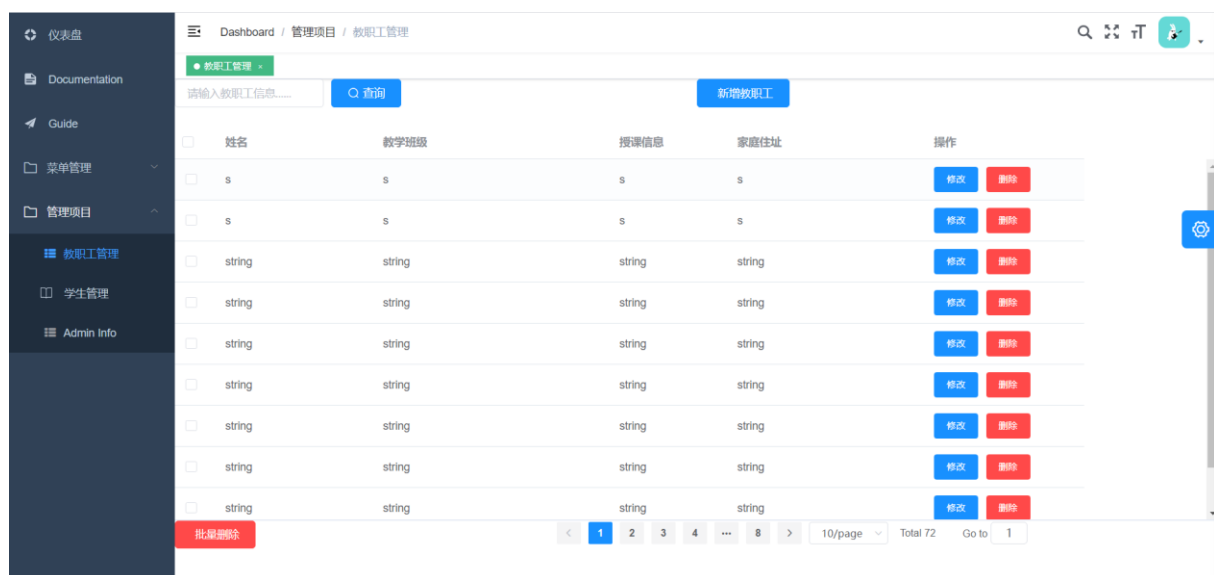 仪表盘
Documentation
Guide
菜单管理
管理项目
教职工管理
学生管理
Admin Info
Dashboard / 管理项目 / 教职工管理
教职工管理 ×
请输入教职工信息...... 查询 新增教职工
姓名 教学班级 授课信息 家庭住址 操作
s s s s 修改 删除
s s s s 修改 删除
string string string string 修改 删除
string string string string 修改 删除
string string string string 修改 删除
string string string string 修改 删除
string string string string 修改 删除
string string string string 修改 删除
string string string string 修改 删除
批量删除 < 1 2 3 4 ... 8 > 10/page Total 72 Go to 1